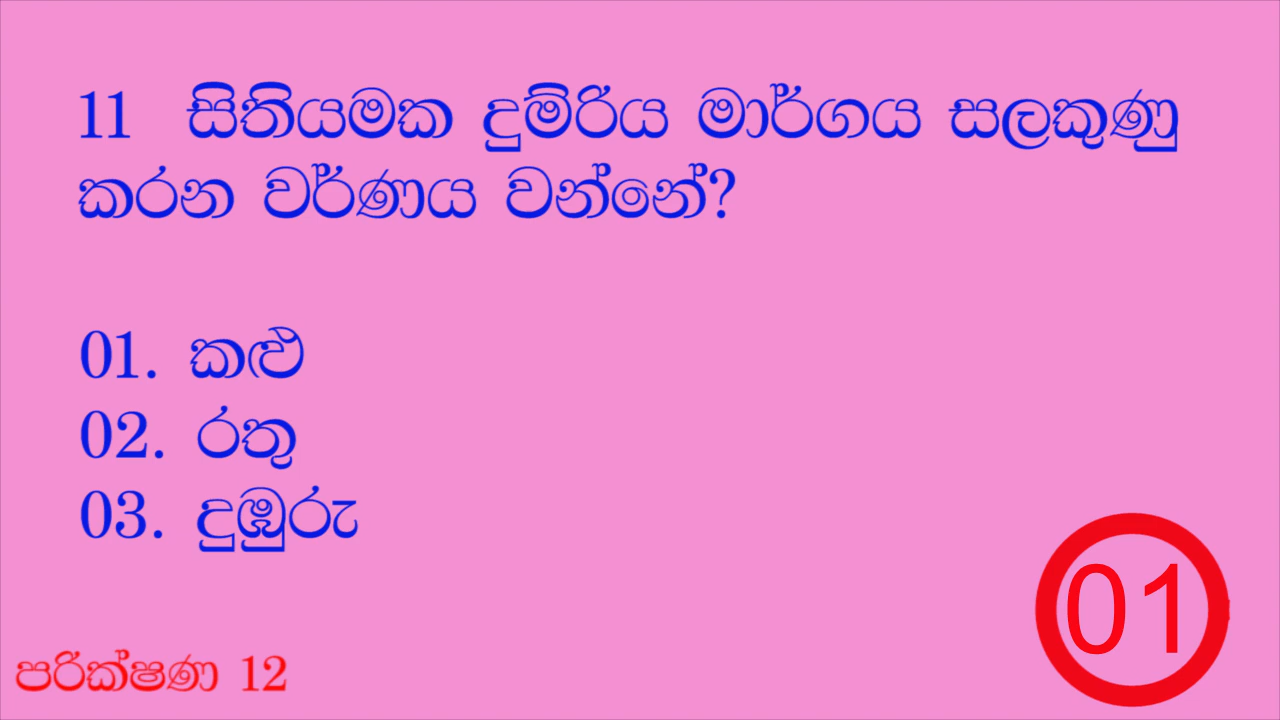 11 සිතියමක දුම්රිය මාර්ගය සලකුණු
කරන වර්ණය වන්නේ?
01. කළු
02. රතු
03. දුඹුරු
01
පරික්ෂණ 12